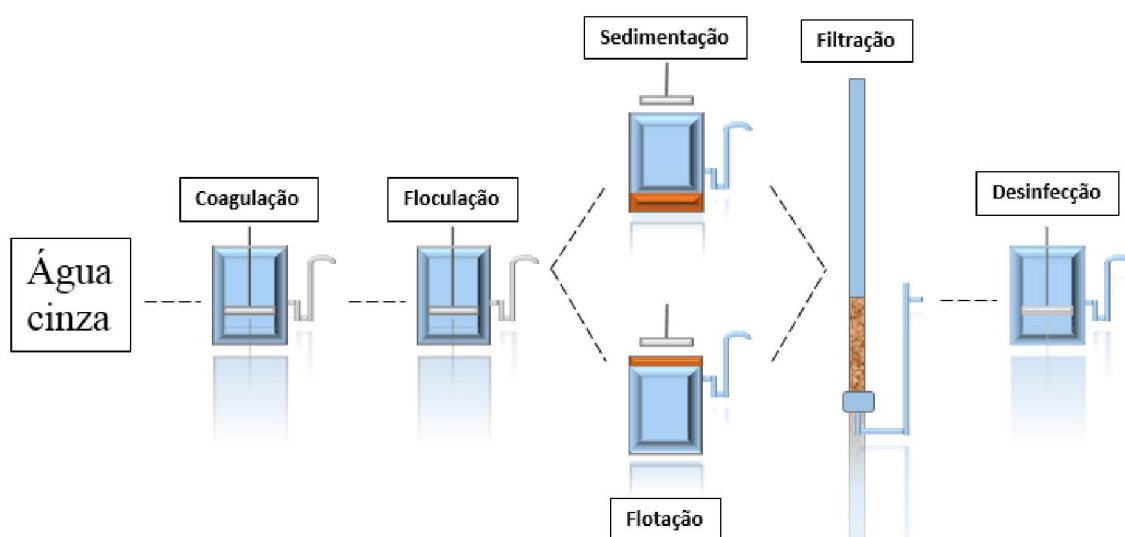 Água
cinza
Coagulação
Floculação
Sedimentação
Flotação
Filtração
Desinfecção